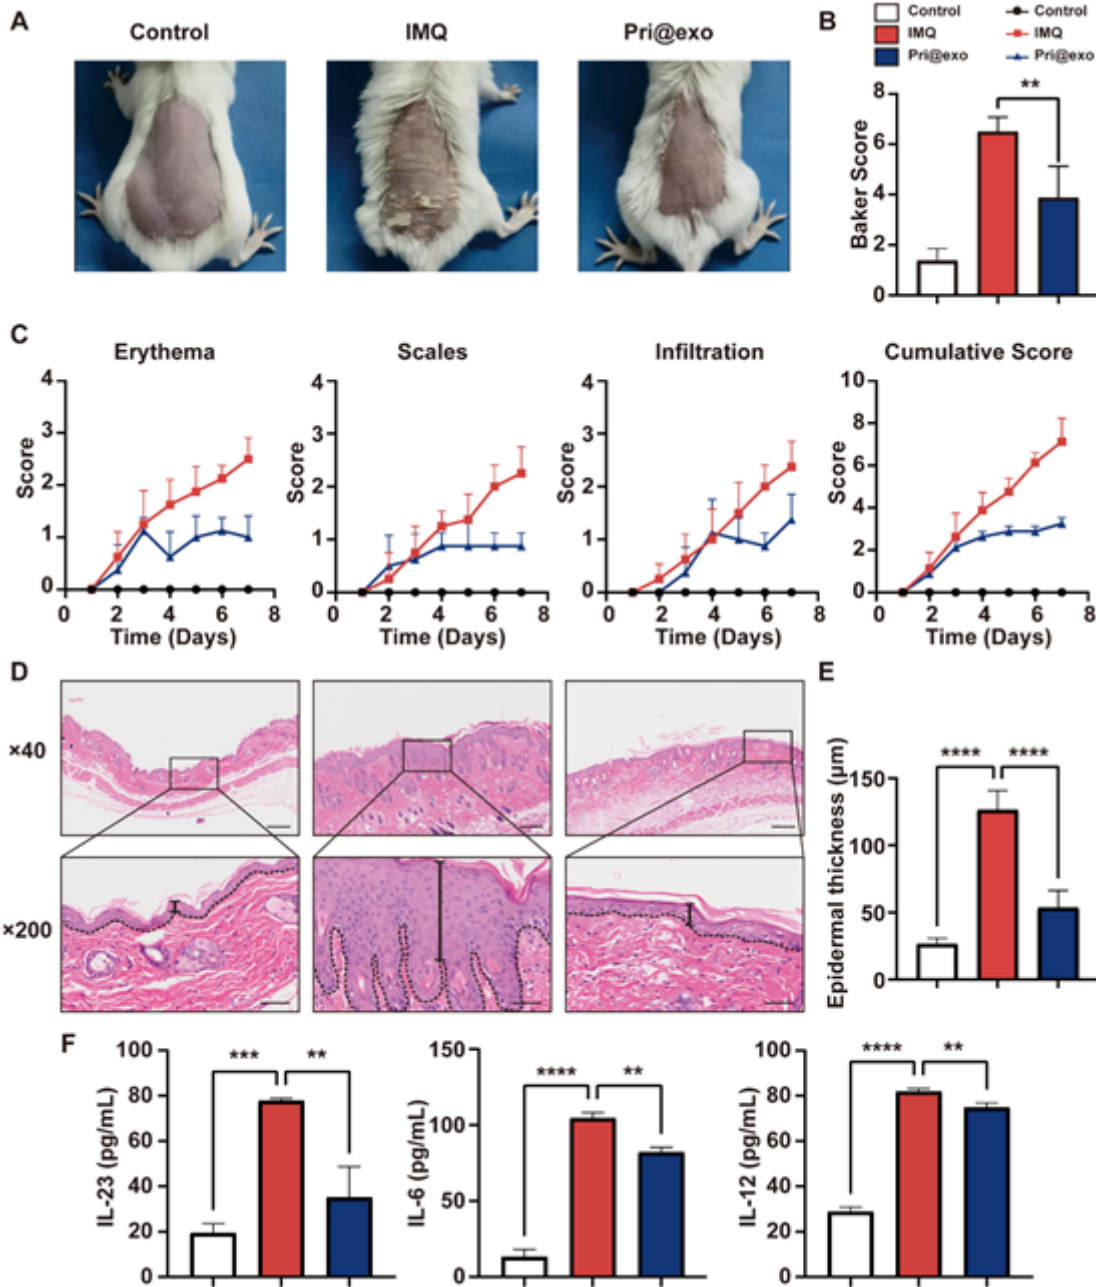 A
Control
IMQ
Pri@exo
B
Control
IMQ
Pri@exo
Control
IMQ
Pri@exo
**
Baker Score
8
6
4
2
0
C
Erythema
Score
4
3
2
1
0
0 2 4 6 8
Time (Days)
Scales
Score
4
3
2
1
0
0 2 4 6 8
Time (Days)
Infiltration
Score
4
3
2
1
0
0 2 4 6 8
Time (Days)
Cumulative Score
Score
10
8
6
4
2
0
0 2 4 6 8
Time (Days)
D
×40
×200
E
Epidermal thickness (μm)
**** ****
150
100
50
0
F
IL-23 (pg/mL)
*** **
100
80
60
40
20
0
IL-6 (pg/mL)
**** **
150
100
50
0
IL-12 (pg/mL)
**** **
100
80
60
40
20
0